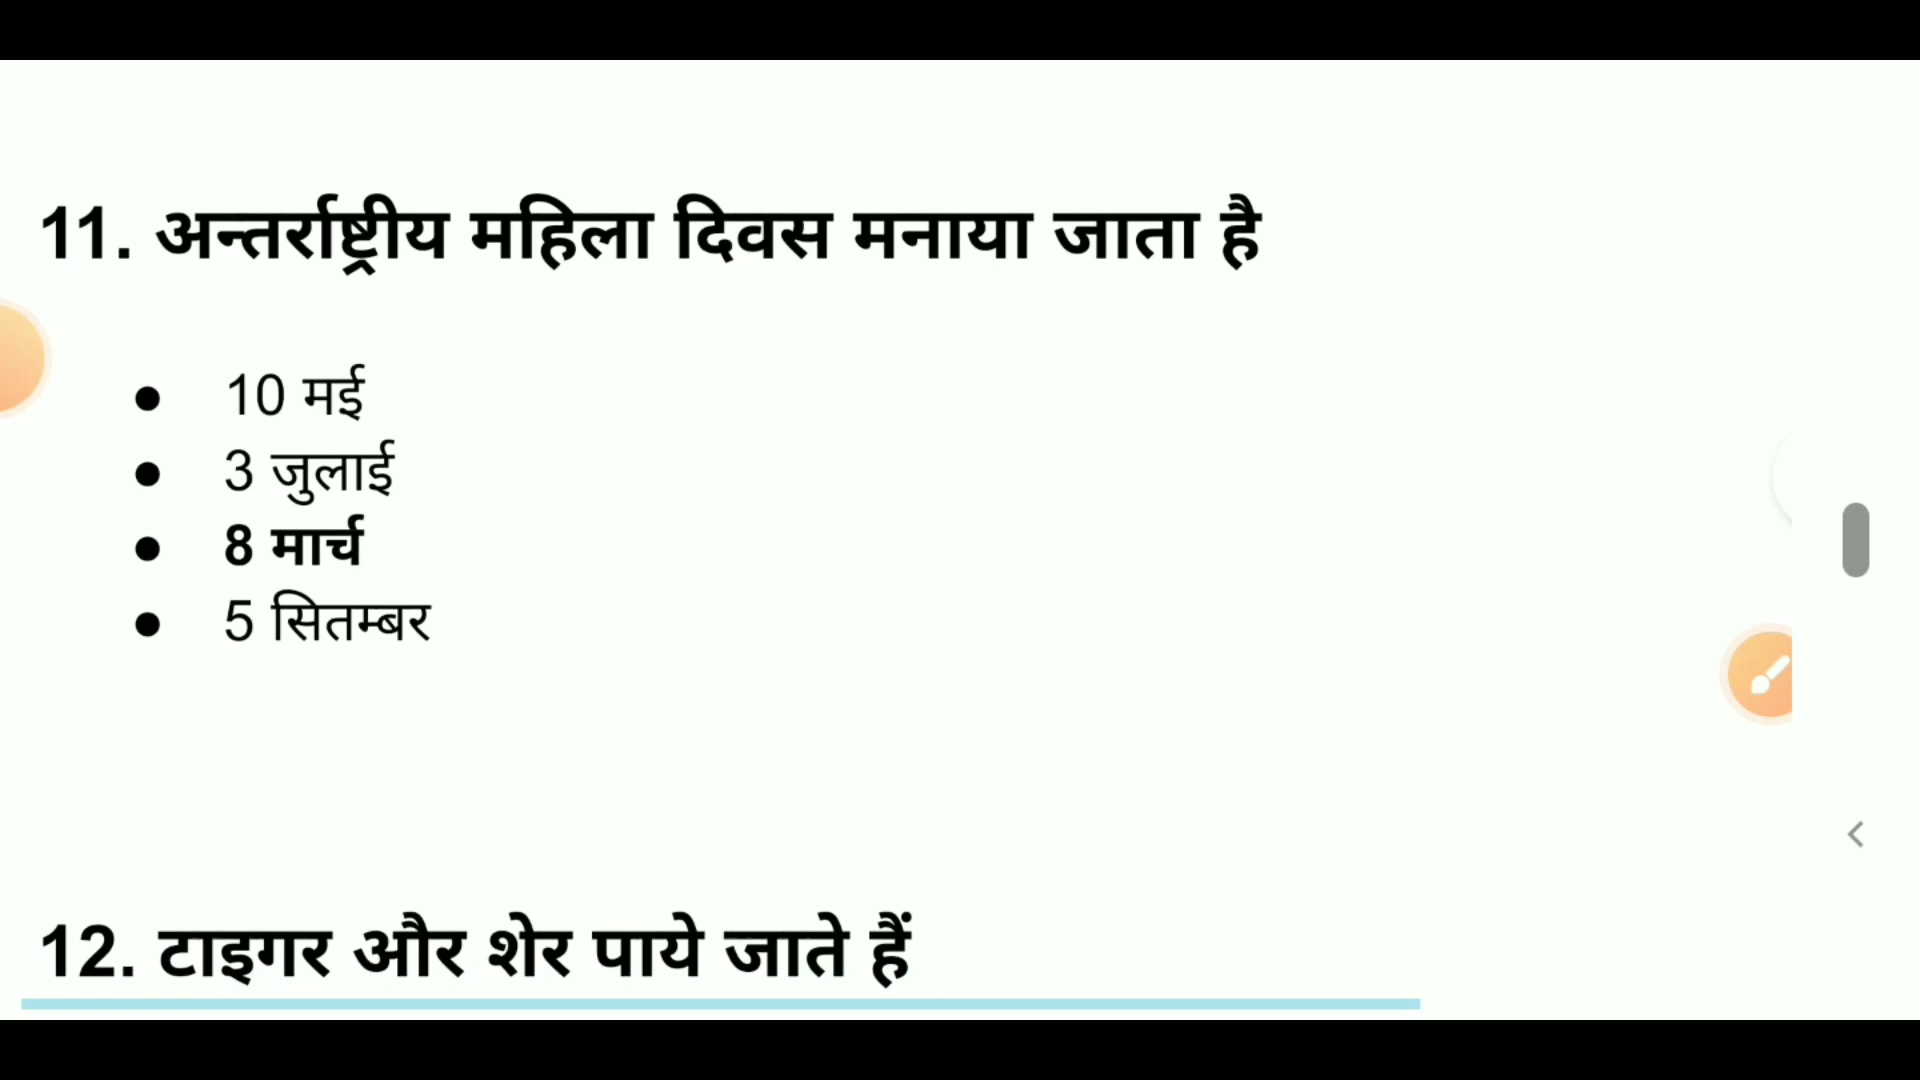 11. अन्तर्राष्ट्रीय महिला दिवस मनाया जाता है
● 10 मई
● 3 जुलाई
● 8 मार्च
● 5 सितम्बर
12. टाइगर और शेर पाये जाते हैं